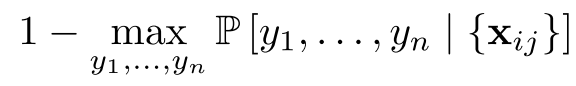 1 − max_{y_1,…,y_n} ℙ[y_1, . . . , y_n | {𝐱_{ij}}]